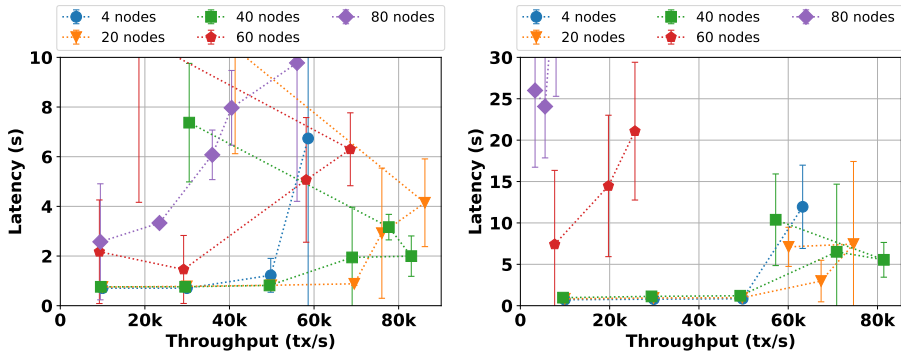 4 nodes 40 nodes 80 nodes
20 nodes 60 nodes
10
8
6
4
2
0
Latency (s)
0 20k 40k 60k 80k
Throughput (tx/s)
4 nodes 40 nodes 80 nodes
20 nodes 60 nodes
30
25
20
15
10
5
0
Latency (s)
0 20k 40k 60k 80k
Throughput (tx/s)